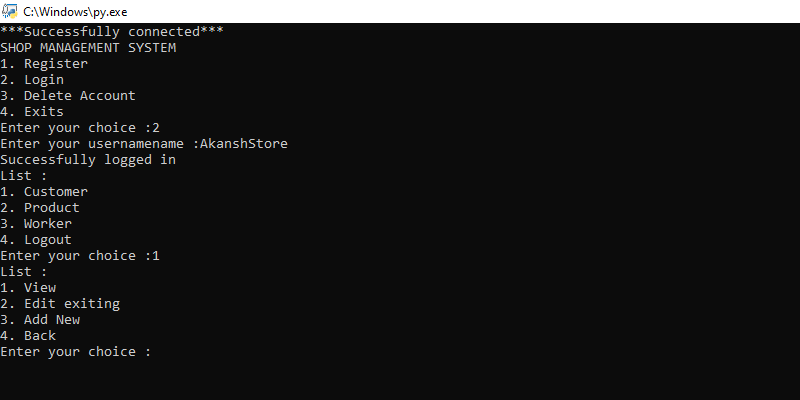 C:\Windows\py.exe
***Successfully connected***
SHOP MANAGEMENT SYSTEM
1. Register
2. Login
3. Delete Account
4. Exits
Enter your choice :2
Enter your usernamename :AkanshStore
Successfully logged in
List :
1. Customer
2. Product
3. Worker
4. Logout
Enter your choice :1
List :
1. View
2. Edit exiting
3. Add New
4. Back
Enter your choice :